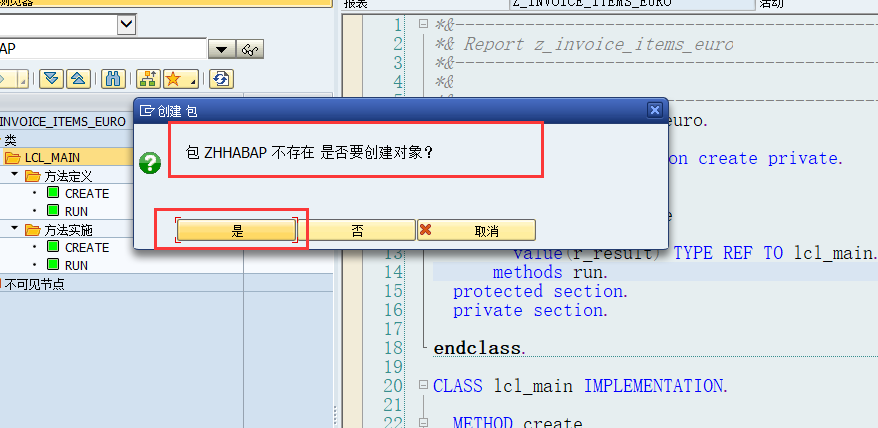 浏览器
报表
Z_INVOICE_ITEMS_EURO
活动
AP
INVOICE_ITEMS_EURO
类
LCL_MAIN
方法定义
CREATE
RUN
方法实施
CREATE
RUN
不可见节点
创建 包
包 ZHHABAP 不存在 是否要创建对象？
是
否
取消
1 *&---------------------------------------------
2 *& Report z_invoice_items_euro
3 *&---------------------------------------------
4 *&
uro.
on create private.
13 value(r_result) TYPE REF TO lcl_main.
14 methods run.
15 protected section.
16 private section.
17
18 endclass.
19
20 CLASS lcl_main IMPLEMENTATION.
21
22 METHOD create